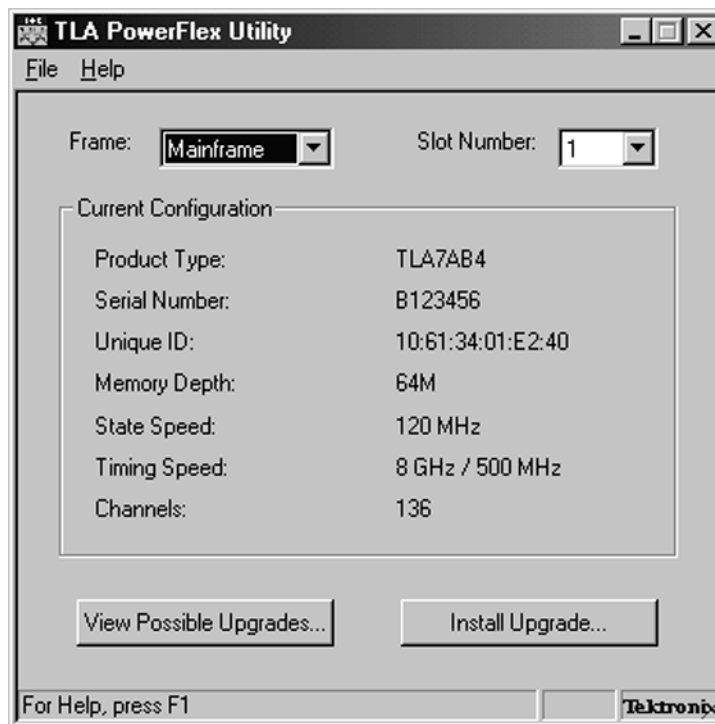 TLA PowerFlex Utility
File Help
Frame: Mainframe Slot Number: 1
Current Configuration
Product Type: TLA7AB4
Serial Number: B123456
Unique ID: 10:61:34:01:E2:40
Memory Depth: 64M
State Speed: 120 MHz
Timing Speed: 8 GHz / 500 MHz
Channels: 136
View Possible Upgrades... Install Upgrade...
For Help, press F1 Tektronix